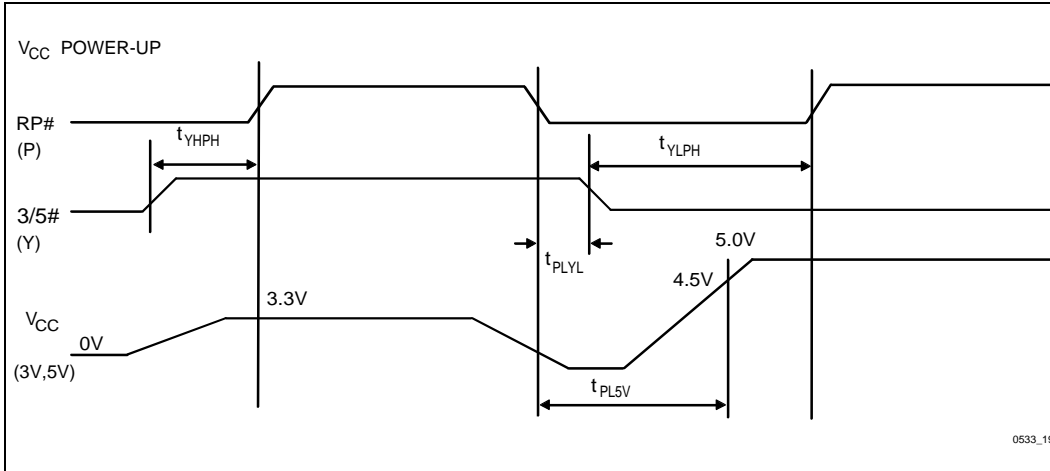 VCC POWER-UP
RP#
(P)
tYHPH
tYLPH
3/5#
(Y)
tPLYL
5.0V
4.5V
3.3V
VCC
0V
(3V,5V)
tPL5V
0533_19